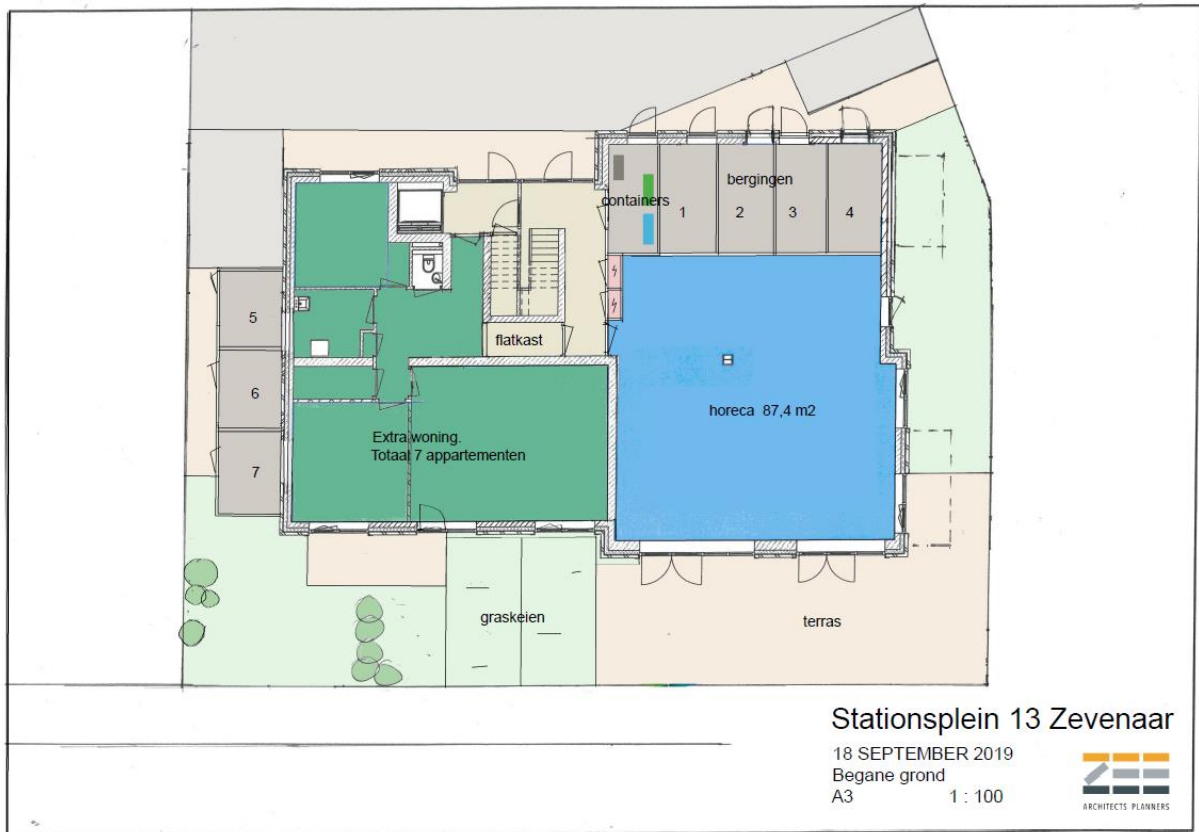 bergingen
containers
1
2
3
4
5
flatkast
6
horeca 87,4 m2
Extra woning.
Totaal 7 appartementen
7
graskeien
terras
Stationsplein 13 Zevenaar
18 SEPTEMBER 2019
Begane grond
A3 1 : 100
ZEE
ARCHITECTS PLANNERS